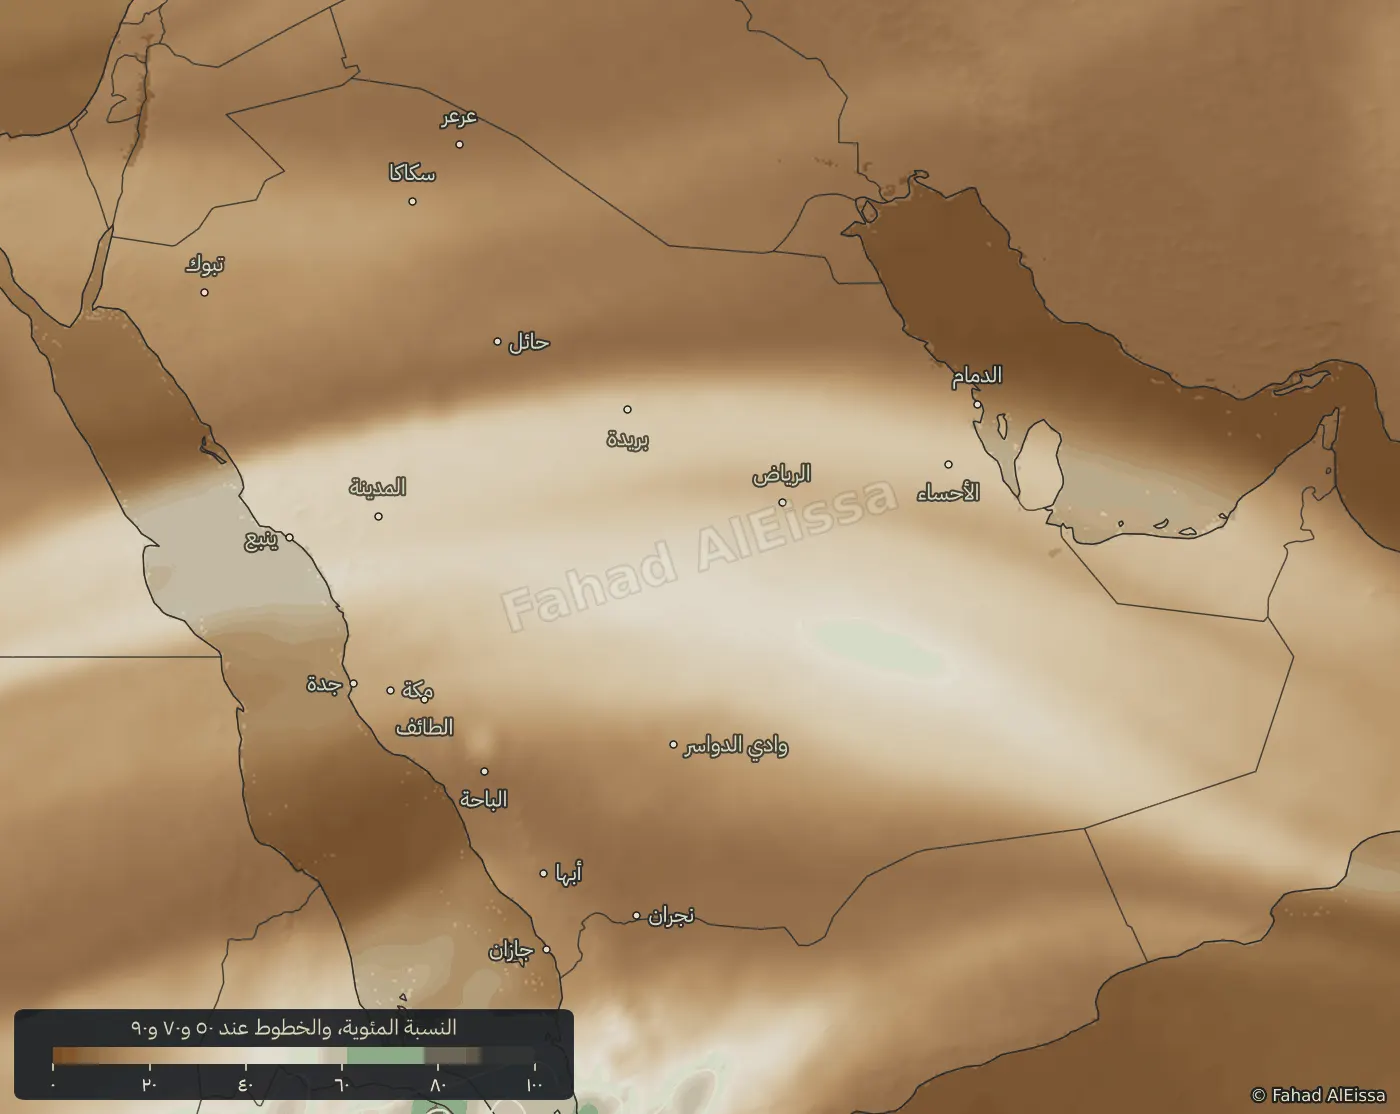 عرعر
سكاكا
تبوك
حائل
الدمام
بريدة
الرياض
المدينة
الأحساء
ينبع
Fahad AlEissa
جدة
مكة
الطائف
وادي الدواسر
الباحة
أبها
نجران
جازان
النسبة المئوية، والخطوط عند ٥٠ و٧٠ و٩٠
٠ ٢٠ ٤٠ ٦٠ ٨٠ ١٠٠
© Fahad AlEissa